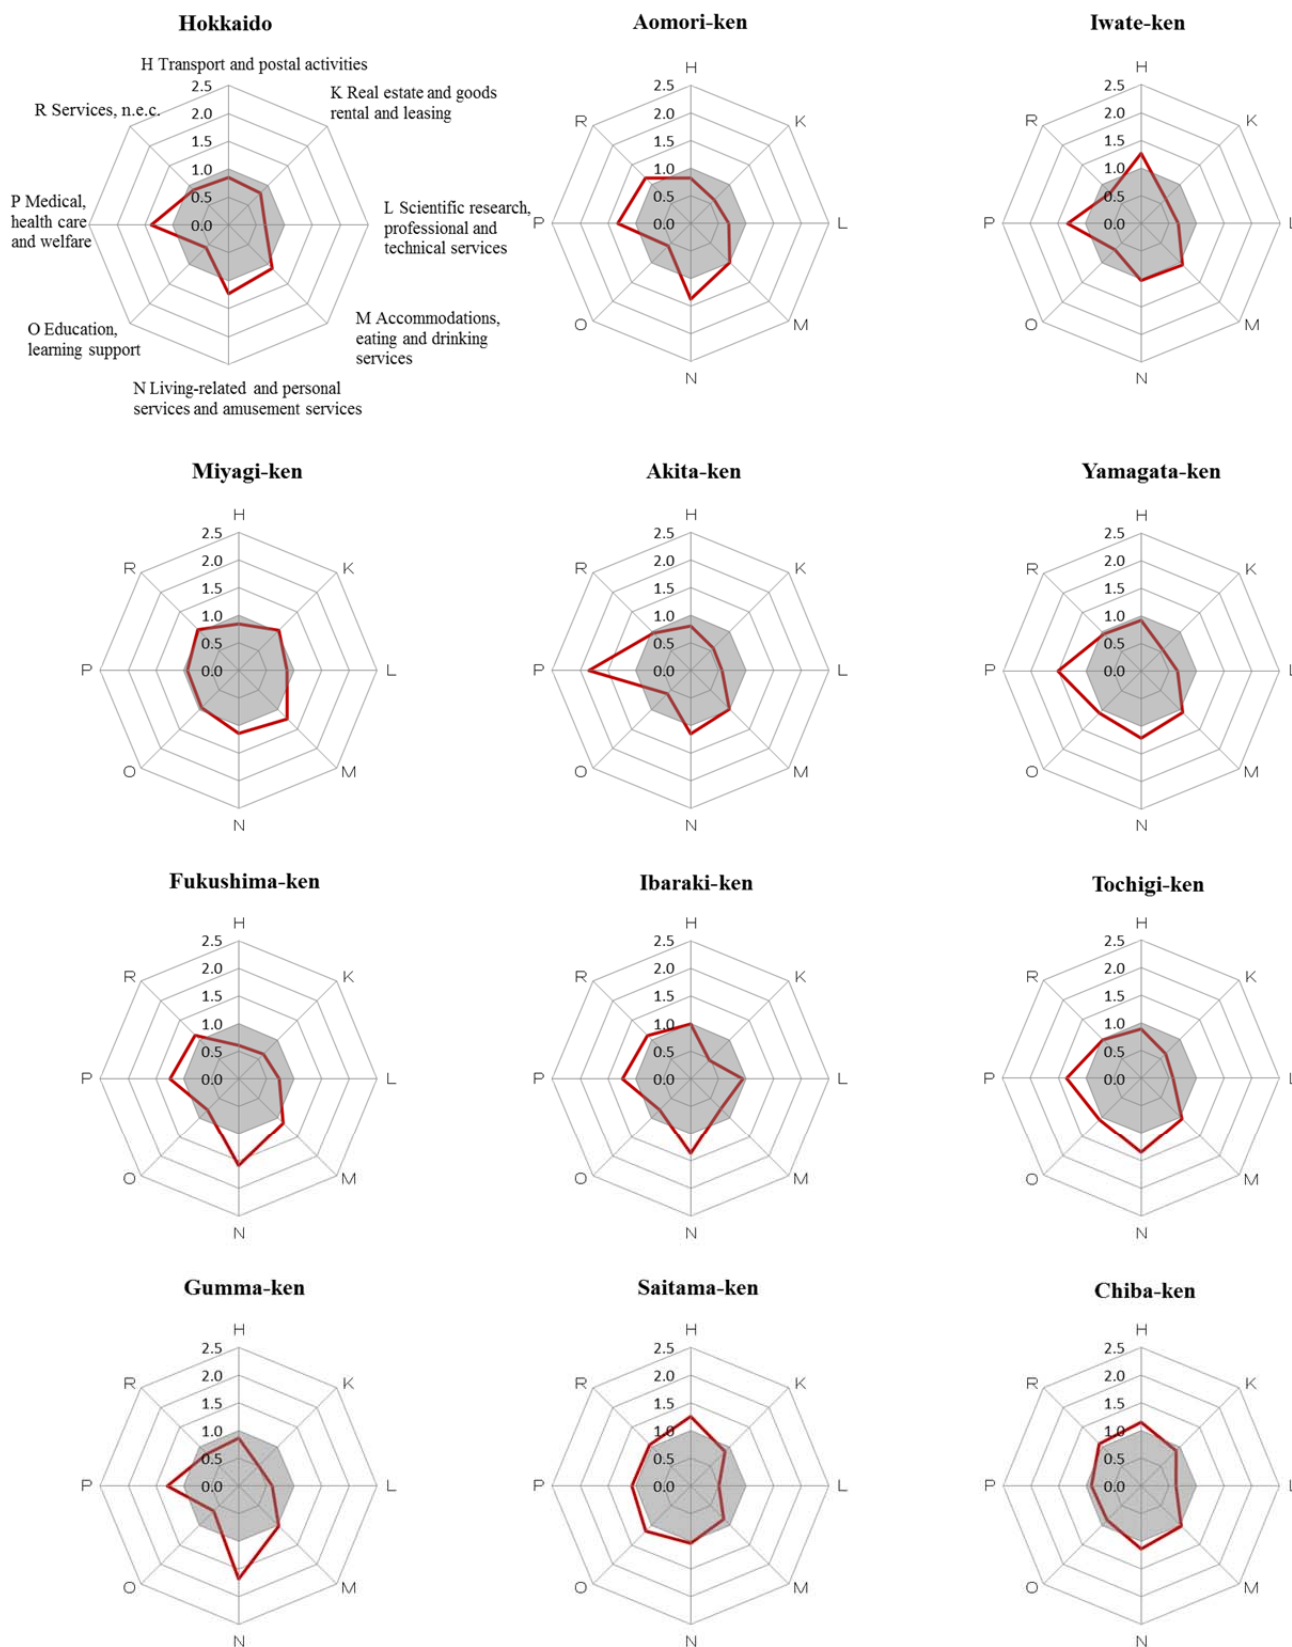 Hokkaido
H Transport and postal activities
K Real estate and goods
rental and leasing
R Services, n.e.c.
P Medical,
health care
and welfare
L Scientific research,
professional and
technical services
O Education,
learning support
M Accommodations,
eating and drinking
services
N Living-related and personal
services and amusement services
2.5
2.0
1.5
1.0
0.5
0.0
Aomori-ken
H
K
L
M
N
O
P
R
2.5
2.0
1.5
1.0
0.5
0.0
Iwate-ken
H
K
L
M
N
O
P
R
2.5
2.0
1.5
1.0
0.5
0.0
Miyagi-ken
H
K
L
M
N
O
P
R
2.5
2.0
1.5
1.0
0.5
0.0
Akita-ken
H
K
L
M
N
O
P
R
2.5
2.0
1.5
1.0
0.5
0.0
Yamagata-ken
H
K
L
M
N
O
P
R
2.5
2.0
1.5
1.0
0.5
0.0
Fukushima-ken
H
K
L
M
N
O
P
R
2.5
2.0
1.5
1.0
0.5
0.0
Ibaraki-ken
H
K
L
M
N
O
P
R
2.5
2.0
1.5
1.0
0.5
0.0
Tochigi-ken
H
K
L
M
N
O
P
R
2.5
2.0
1.5
1.0
0.5
0.0
Gumma-ken
H
K
L
M
N
O
P
R
2.5
2.0
1.5
1.0
0.5
0.0
Saitama-ken
H
K
L
M
N
O
P
R
2.5
2.0
1.5
1.0
0.5
0.0
Chiba-ken
H
K
L
M
N
O
P
R
2.5
2.0
1.5
1.0
0.5
0.0